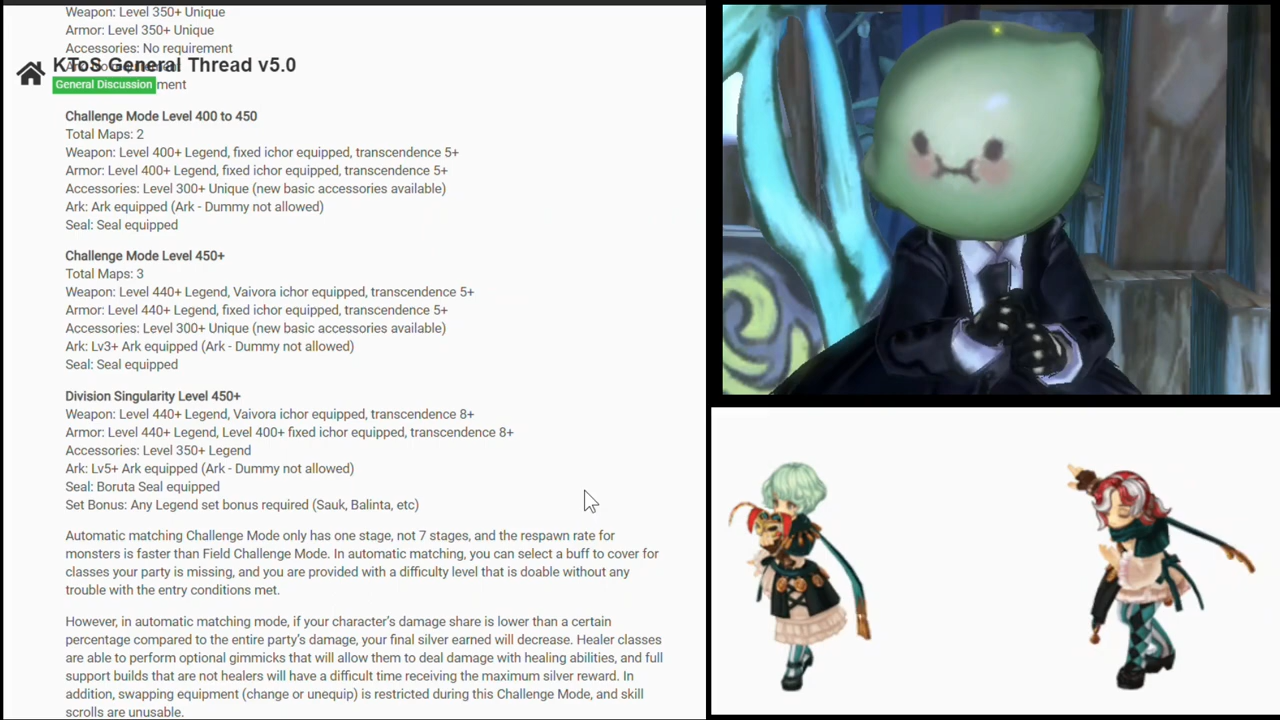 Weapon: Level 350+ Unique
Armor: Level 350+ Unique
Accessories: No requirement
KToS General Thread v5.0
General Discussion
ment
Challenge Mode Level 400 to 450
Total Maps: 2
Weapon: Level 400+ Legend, fixed ichor equipped, transcendence 5+
Armor: Level 400+ Legend, fixed ichor equipped, transcendence 5+
Accessories: Level 300+ Unique (new basic accessories available)
Ark: Ark equipped (Ark - Dummy not allowed)
Seal: Seal equipped
Challenge Mode Level 450+
Total Maps: 3
Weapon: Level 440+ Legend, Vaivora ichor equipped, transcendence 5+
Armor: Level 440+ Legend, fixed ichor equipped, transcendence 5+
Accessories: Level 300+ Unique (new basic accessories available)
Ark: Lv3+ Ark equipped (Ark - Dummy not allowed)
Seal: Seal equipped
Division Singularity Level 450+
Weapon: Level 440+ Legend, Vaivora ichor equipped, transcendence 8+
Armor: Level 440+ Legend, Level 400+ fixed ichor equipped, transcendence 8+
Accessories: Level 350+ Legend
Ark: Lv5+ Ark equipped (Ark - Dummy not allowed)
Seal: Boruta Seal equipped
Set Bonus: Any Legend set bonus required (Sauk, Balinta, etc)
Automatic matching Challenge Mode only has one stage, not 7 stages, and the respawn rate for
monsters is faster than Field Challenge Mode. In automatic matching, you can select a buff to cover for
classes your party is missing, and you are provided with a difficulty level that is doable without any
trouble with the entry conditions met.
However, in automatic matching mode, if your character's damage share is lower than a certain
percentage compared to the entire party's damage, your final silver earned will decrease. Healer classes
are able to perform optional gimmicks that will allow them to deal damage with healing abilities, and full
support builds that are not healers will have a difficult time receiving the maximum silver reward. In
addition, swapping equipment (change or unequip) is restricted during this Challenge Mode, and skill
scrolls are unusable.